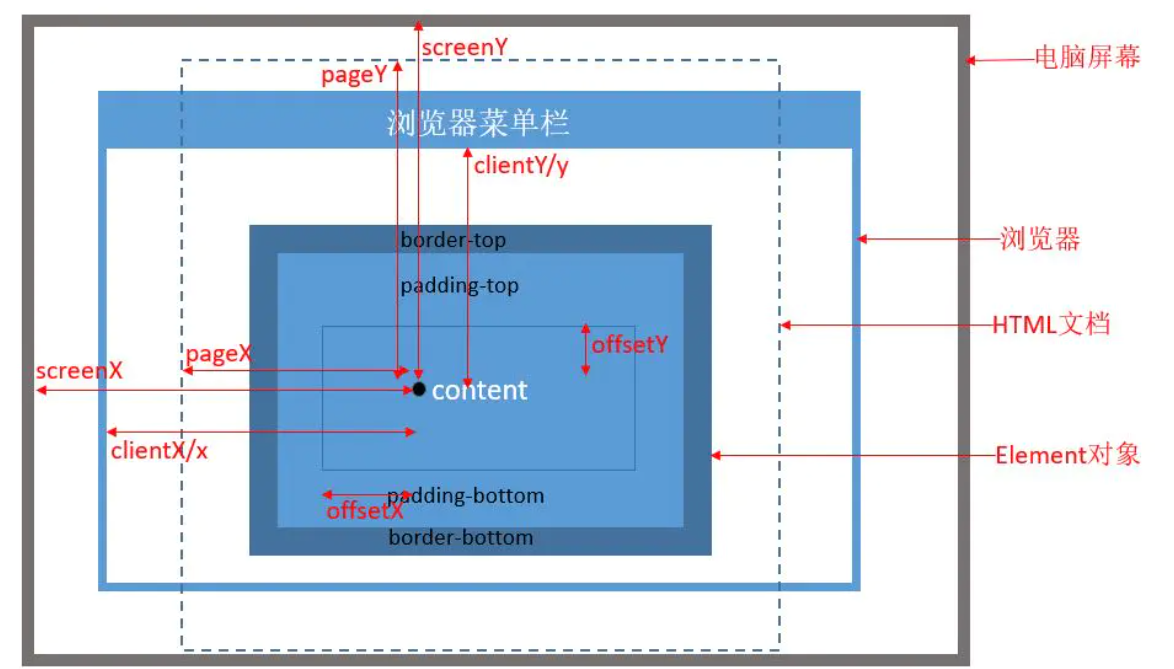 screenY
电脑屏幕
pageY
浏览器菜单栏
clientY/y
border-top
浏览器
padding-top
HTML文档
offsetY
pageX
screenX
content
clientX/x
Element对象
padding-bottom
offsetX
border-bottom